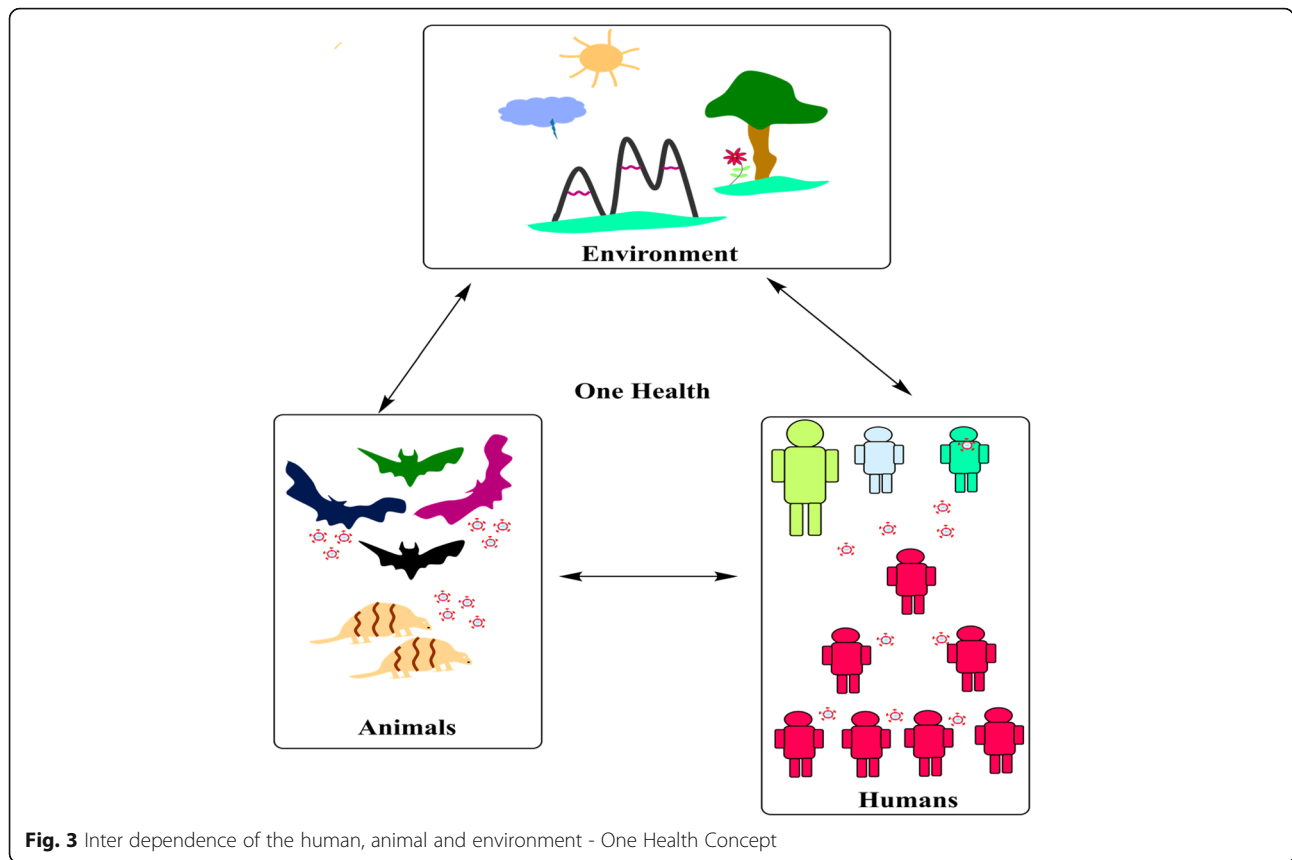 Environment
One Health
Animals
Humans
Fig. 3 Inter dependence of the human, animal and environment - One Health Concept